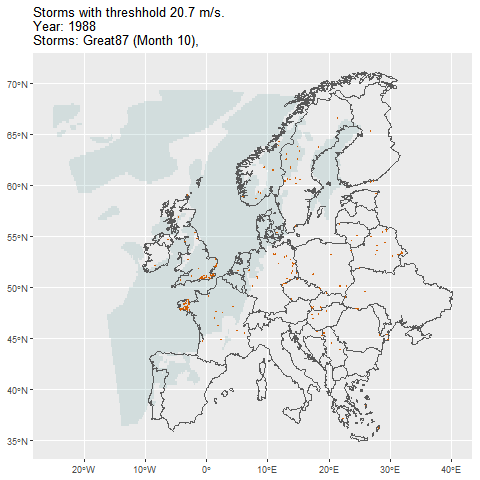 Storms with threshhold 20.7 m/s.
Year: 1988
Storms: Great87 (Month 10),
70°N
65°N
60°N
55°N
50°N
45°N
40°N
35°N
20°W
10°W
0°
10°E
20°E
30°E
40°E